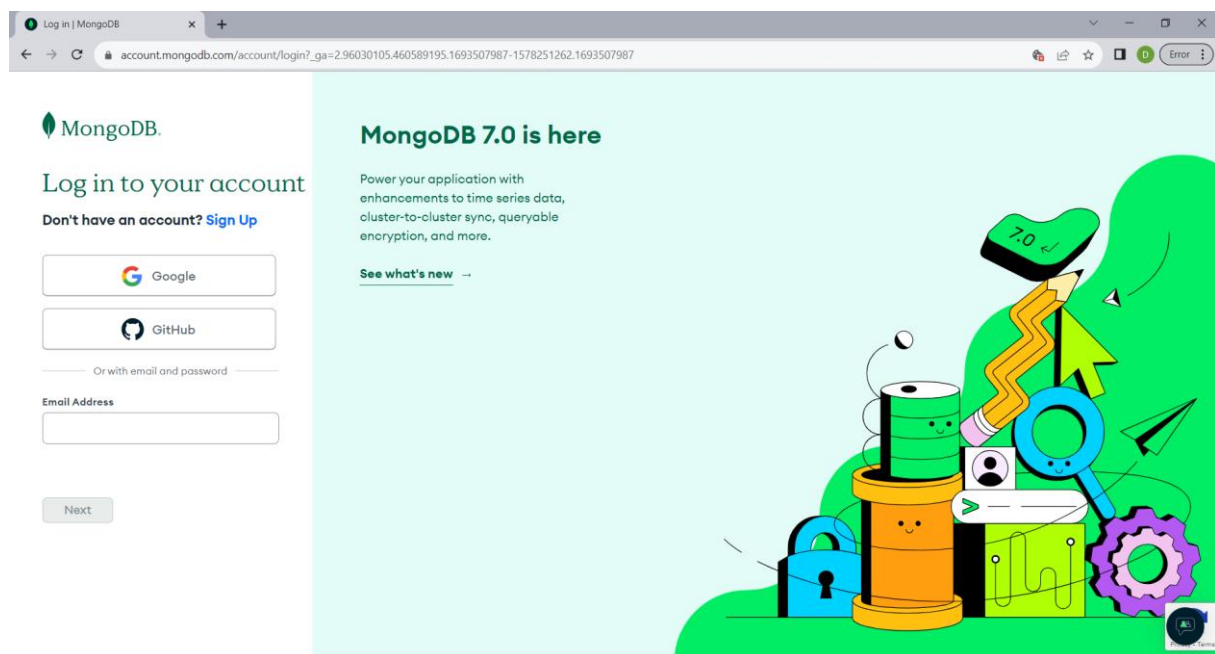 Log in | MongoDB
account.mongodb.com/account/login?_ga=2.96030105.460589195.1693507987-1578251262.1693507987
D
Error
MongoDB.
Log in to your account
Don't have an account? Sign Up
Google
GitHub
Or with email and password
Email Address
Next
MongoDB 7.0 is here
Power your application with
enhancements to time series data,
cluster-to-cluster sync, queryable
encryption, and more.
See what's new →
7.0
Terms